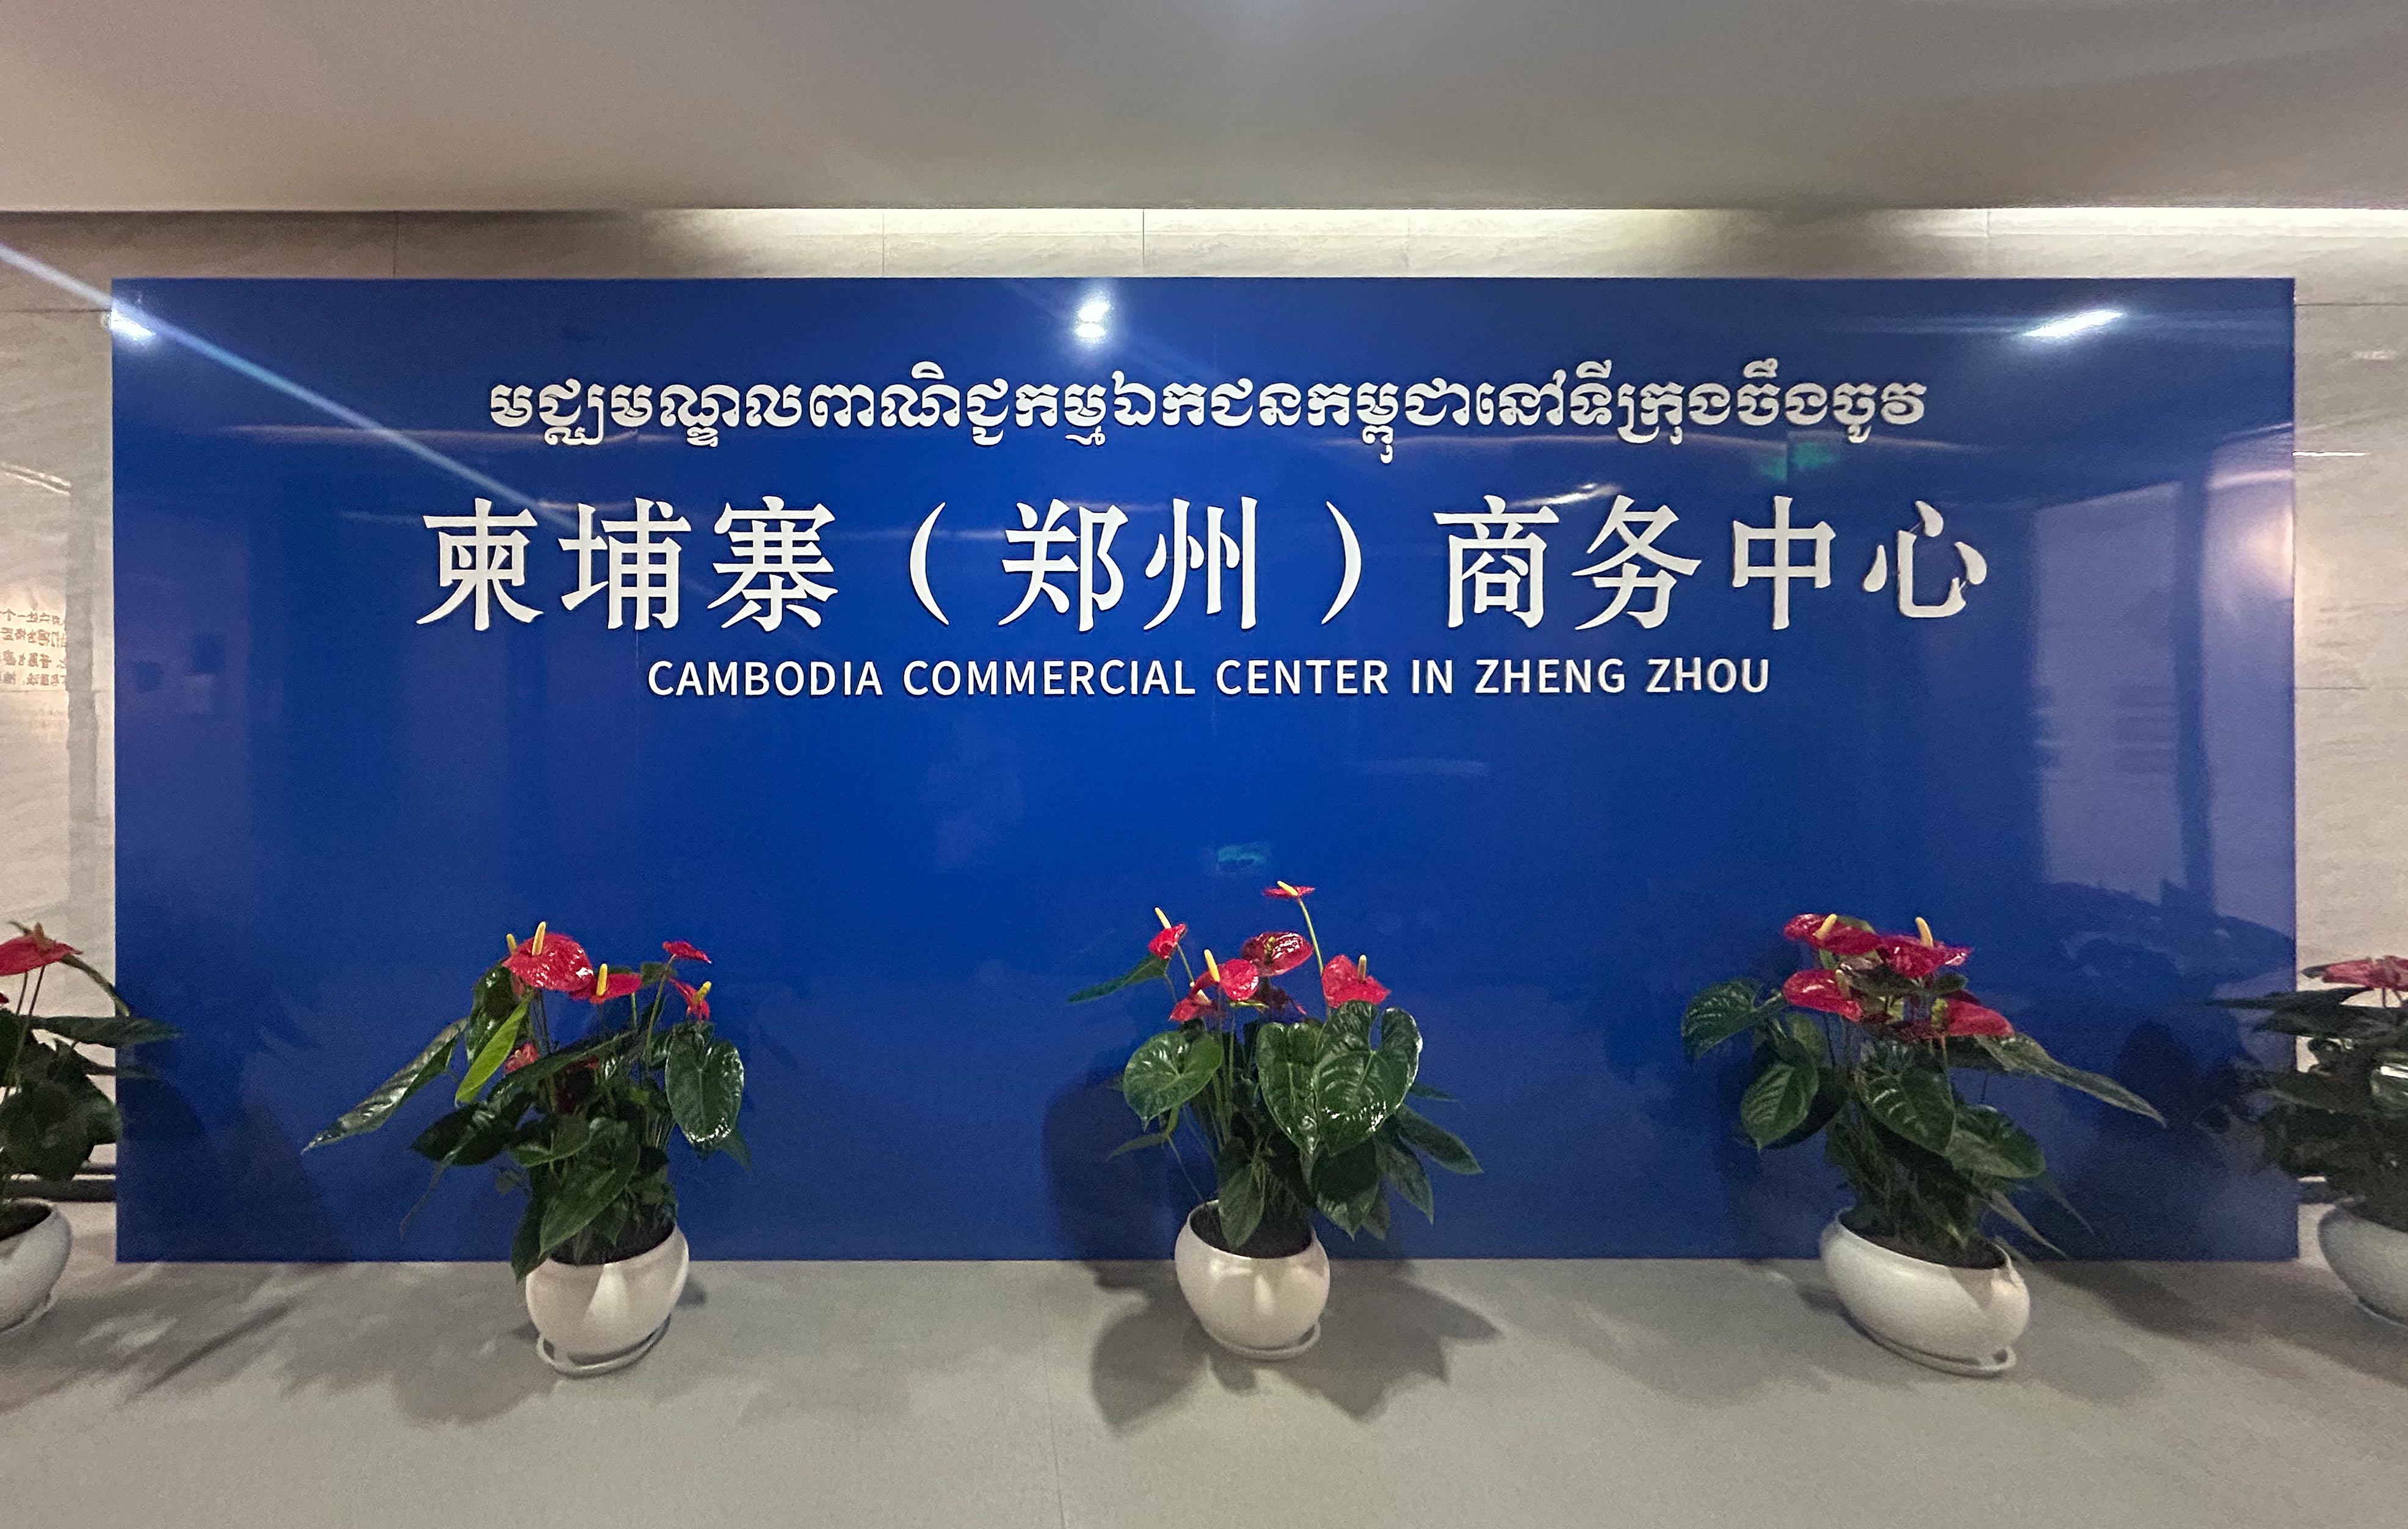 មជ្ឈមណ្ឌលពាណិជ្ជកម្មឯកជនកម្ពុជានៅទីក្រុងចឹងចូវ
柬埔寨（郑州）商务中心
CAMBODIA COMMERCIAL CENTER IN ZHENG ZHOU